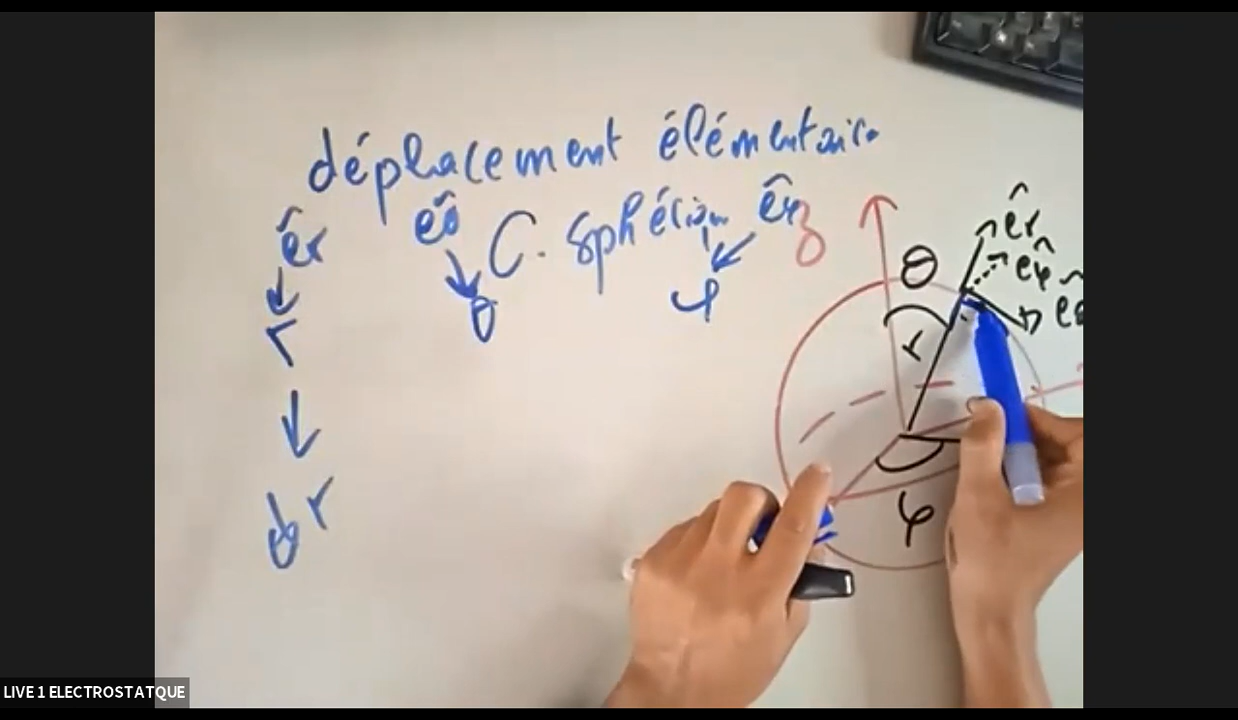 déplacement élémentaire
êr êθ C. sphérique êφ
r θ φ
dr
z
θ
êr
êφ
êθ
r
φ
LIVE 1 ELECTROSTATQUE